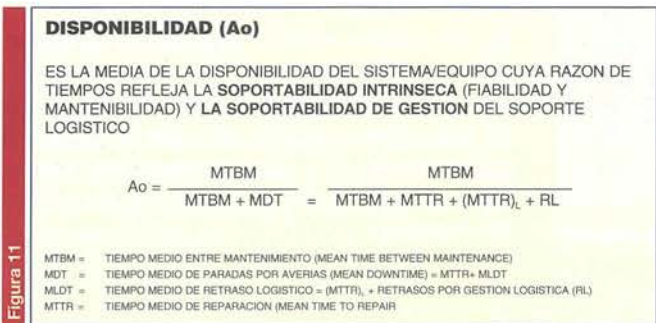 DISPONIBILIDAD (Ao)
ES LA MEDIA DE LA DISPONIBILIDAD DEL SISTEMA/EQUIPO CUYA RAZON DE
TIEMPOS REFLEJA LA SOPORTABILIDAD INTRINSECA (FIABILIDAD Y
MANTENIBILIDAD) Y LA SOPORTABILIDAD DE GESTION DEL SOPORTE
LOGISTICO
Ao = MTBM / MTBM + MDT = MTBM / MTBM + MTTR + (MTTR)L + RL
MTBM = TIEMPO MEDIO ENTRE MANTENIMIENTO (MEAN TIME BETWEEN MAINTENANCE)
MDT = TIEMPO MEDIO DE PARADAS POR AVERIAS (MEAN DOWNTIME) = MTTR+ MLDT
MLDT = TIEMPO MEDIO DE RETRASO LOGISTICO = (MTTR)L + RETRASOS POR GESTION LOGISTICA (RL)
MTTR = TIEMPO MEDIO DE REPARACION (MEAN TIME TO REPAIR
Figura 11